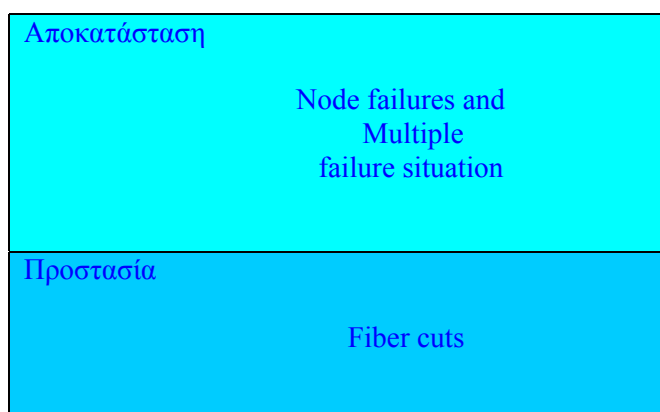 Αποκατάσταση
Node failures and
Multiple
failure situation
Προστασία
Fiber cuts